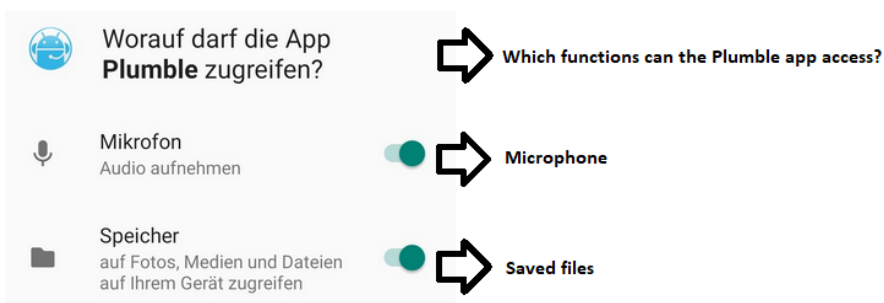 Worauf darf die App
Plumble zugreifen?
Which functions can the Plumble app access?
Mikrofon
Audio aufnehmen
Microphone
Speicher
auf Fotos, Medien und Dateien
auf Ihrem Gerät zugreifen
Saved files